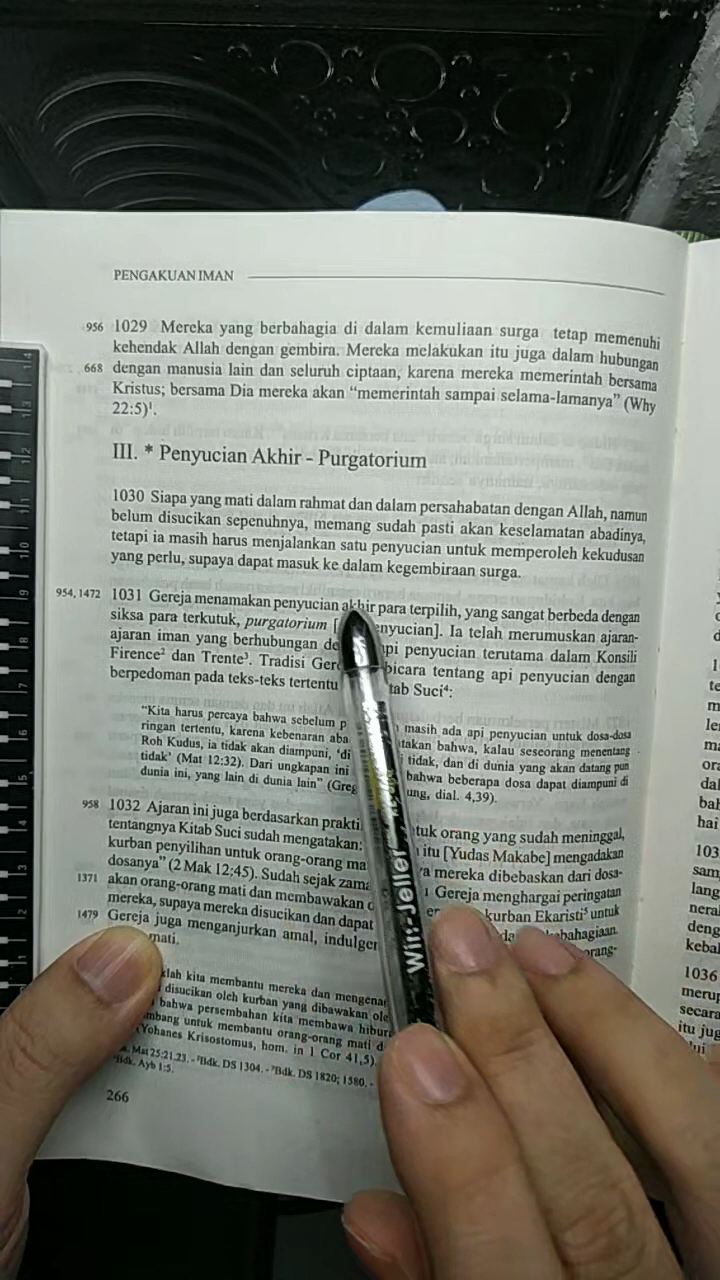 PENGAKUAN IMAN
956 1029 Mereka yang berbahagia di dalam kemuliaan surga tetap memenuhi
kehendak Allah dengan gembira. Mereka melakukan itu juga dalam hubungan
668 dengan manusia lain dan seluruh ciptaan, karena mereka memerintah bersama
Kristus; bersama Dia mereka akan “memerintah sampai selama-lamanya” (Why
22:5)¹.
III. * Penyucian Akhir - Purgatorium
1030 Siapa yang mati dalam rahmat dan dalam persahabatan dengan Allah, namun
belum disucikan sepenuhnya, memang sudah pasti akan keselamatan abadinya,
tetapi ia masih harus menjalankan satu penyucian untuk memperoleh kekudusan
yang perlu, supaya dapat masuk ke dalam kegembiraan surga.
954, 1472 1031 Gereja menamakan penyucian akhir para terpilih, yang sangat berbeda dengan
siksa para terkutuk, purgatorium [ enyucian]. Ia telah merumuskan ajaran-
ajaran iman yang berhubungan de api penyucian terutama dalam Konsili
Firence² dan Trente³. Tradisi Ger bicara tentang api penyucian dengan
berpedoman pada teks-teks tertentu tab Suci⁴:
“Kita harus percaya bahwa sebelum p masih ada api penyucian untuk dosa-dosa
ringan tertentu, karena kebenaran aba takan bahwa, kalau seseorang menentang
Roh Kudus, ia tidak akan diampuni, ‘di tidak, dan di dunia yang akan datang pun
tidak’ (Mat 12:32). Dari ungkapan ini bahwa beberapa dosa dapat diampuni di
dunia ini, yang lain di dunia lain” (Greg ung, dial. 4,39).
958 1032 Ajaran ini juga berdasarkan prakti tuk orang yang sudah meninggal,
tentangnya Kitab Suci sudah mengatakan: itu [Yudas Makabe] mengadakan
kurban penyilihan untuk orang-orang ma mereka dibebaskan dari dosa-
dosanya” (2 Mak 12:45). Sudah sejak zama Gereja menghargai peringatan
1371 akan orang-orang mati dan membawakan kurban Ekaristi⁵ untuk
mereka, supaya mereka disucikan dan dapat bahagiaan.
1479 Gereja juga menganjurkan amal, indulgen orang-
mati.
lah kita membantu mereka dan mengenan
disucikan oleh kurban yang dibawakan ole
bahwa persembahan kita membawa hibur
mbang untuk membantu orang-orang mati d
(Yohanes Krisostomus, hom. in 1 Cor 41,5).
Mat 25:21.23. - ²Bdk. DS 1304. - ³Bdk. DS 1820; 1580. -
Bdk. Ayb 1:5.
266
Win-Jeller
1036
merup
secara
itu jug